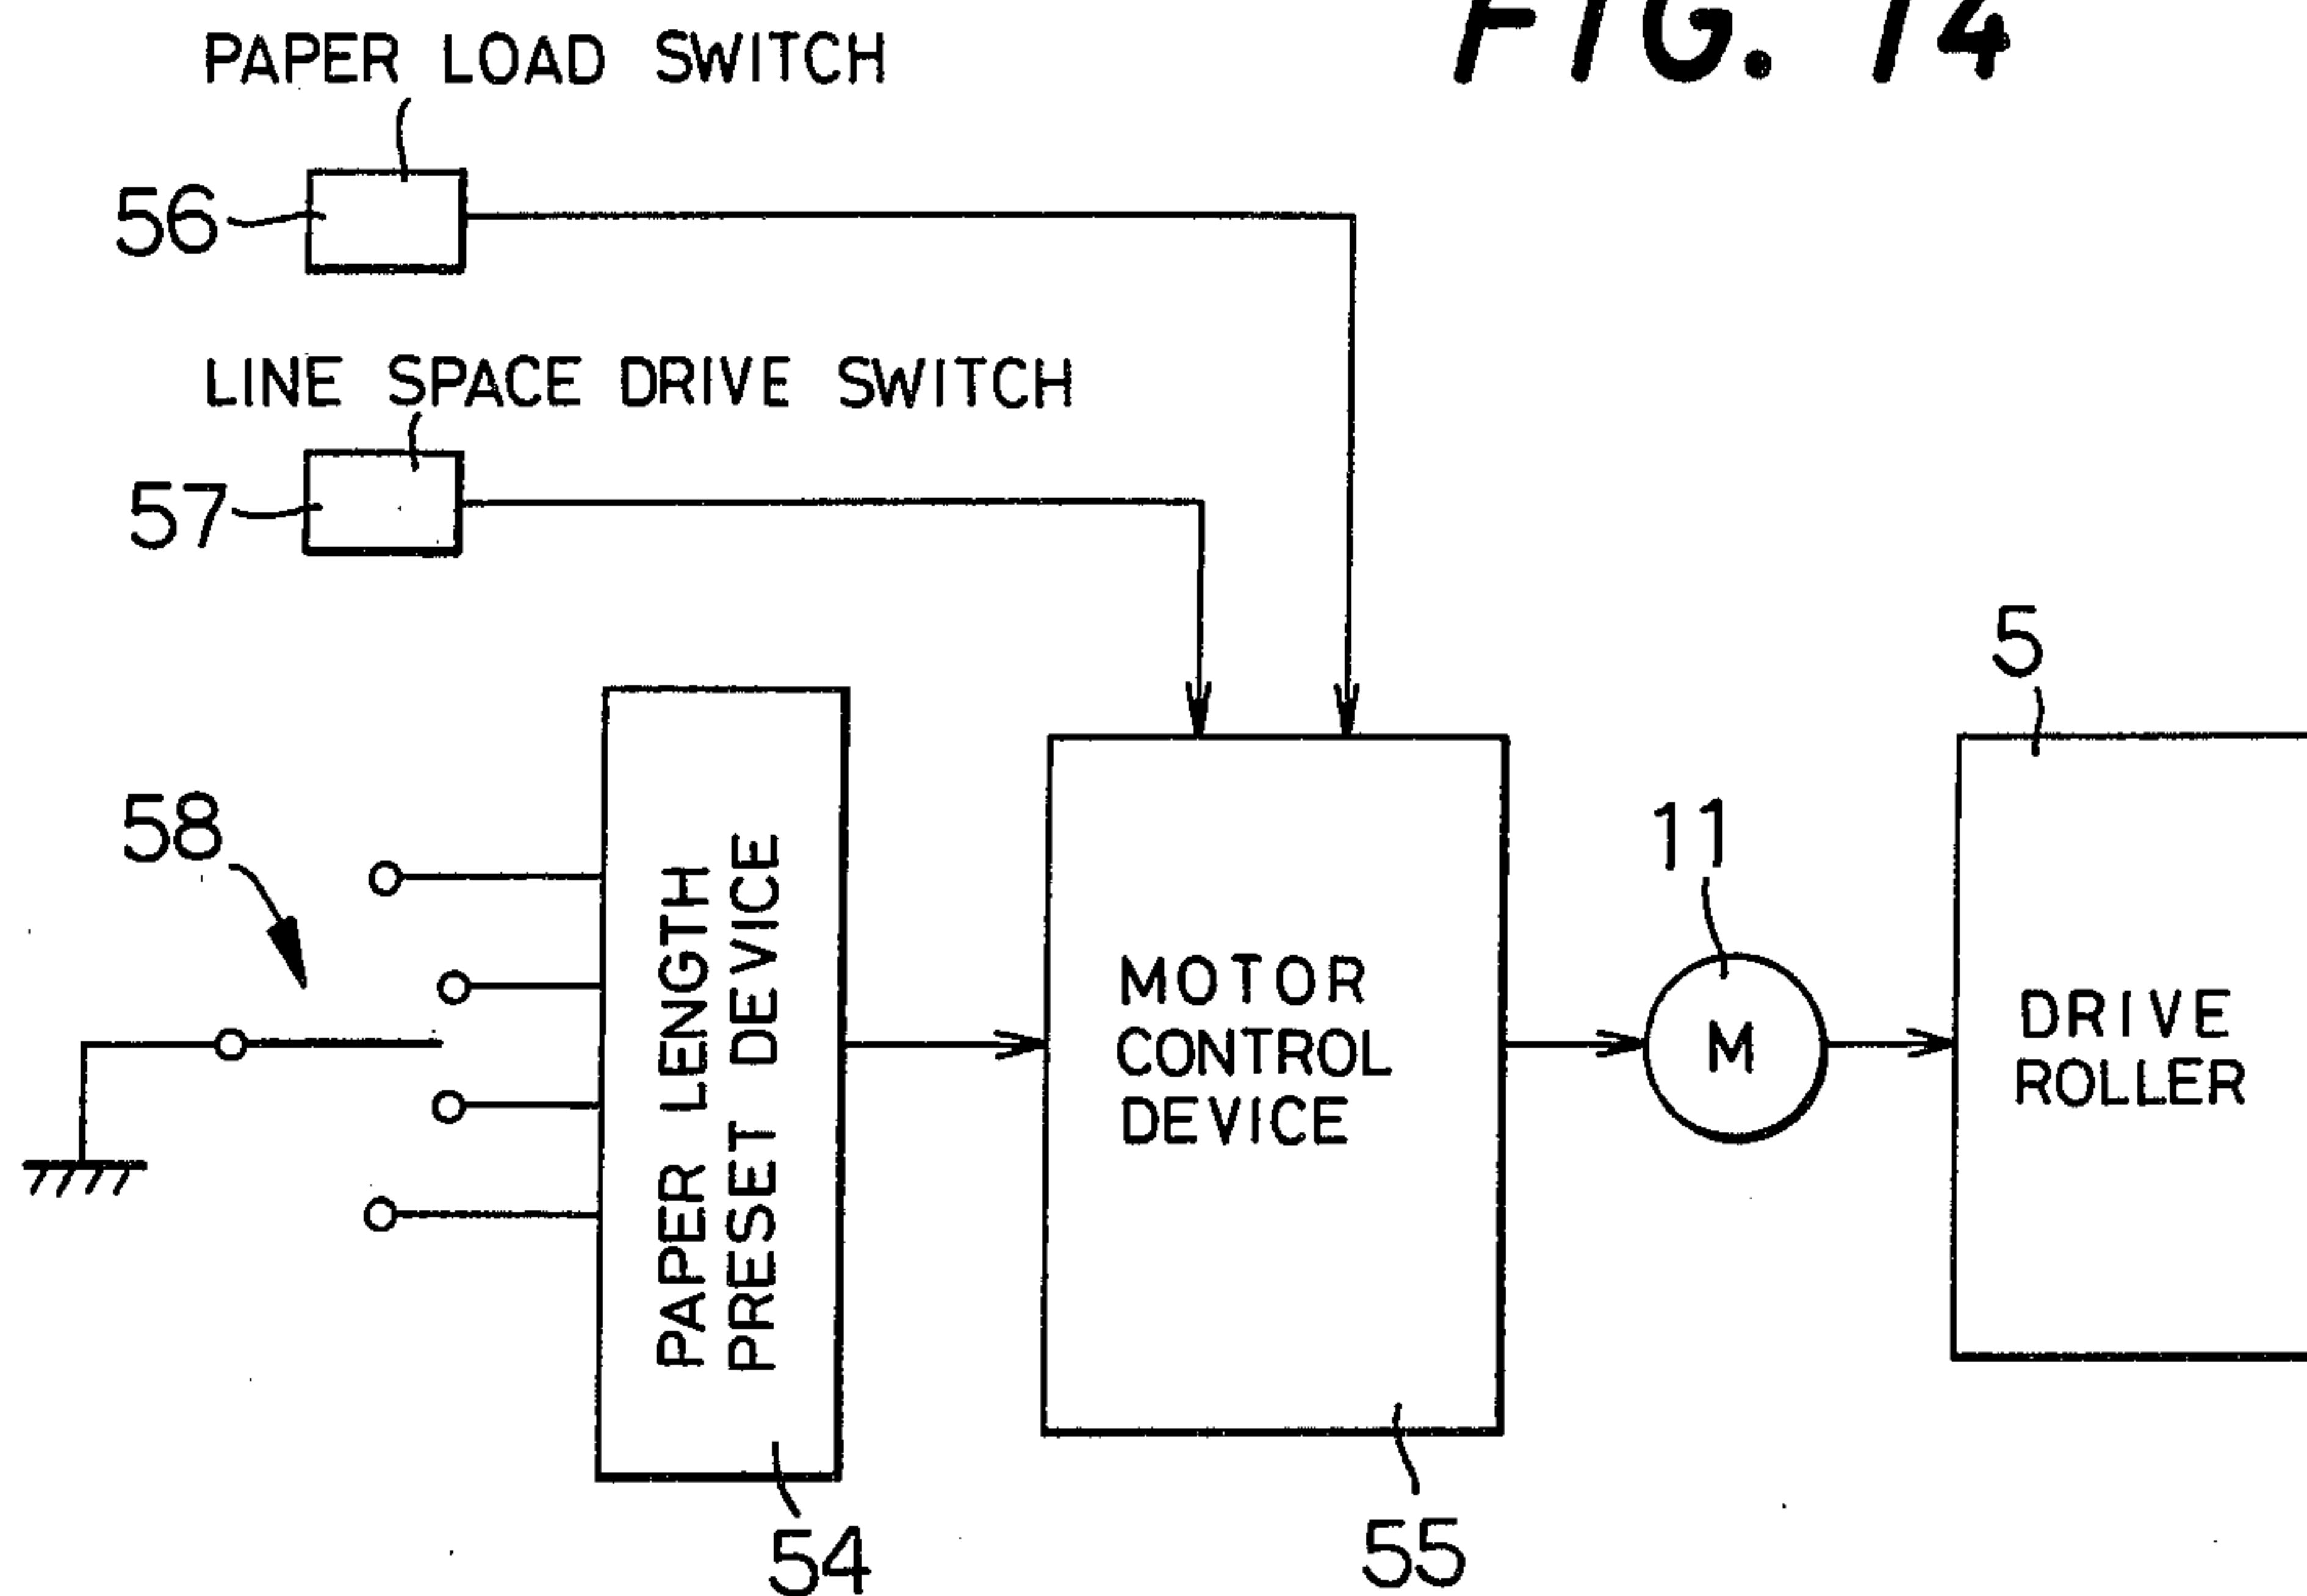 FIG. 14
PAPER LOAD SWITCH
56
LINE SPACE DRIVE SWITCH
57
5
58
11
PAPER LENGTH
PRESET DEVICE
MOTOR
CONTROL
DEVICE
M
DRIVE
ROLLER
54
55